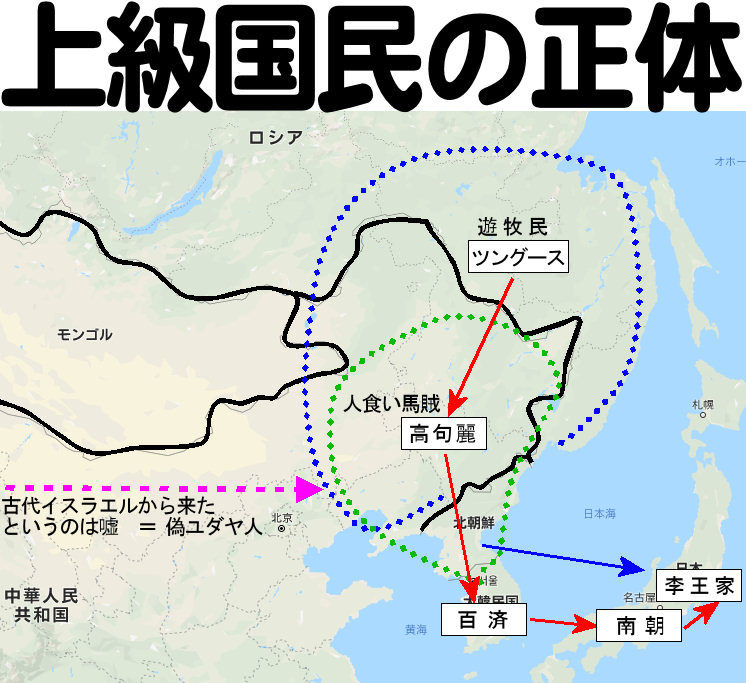 上級国民の正体
ロシア
オホー
遊牧民
ツングース
モンゴル
人食い馬賊
高句麗
札幌
古代イスラエルから来た
というのは嘘 ＝ 偽ユダヤ人
北京
北朝鮮
日本海
日本
李王家
中華人民
共和国
서울
大韓民国
名古屋
百済
南朝
黄海